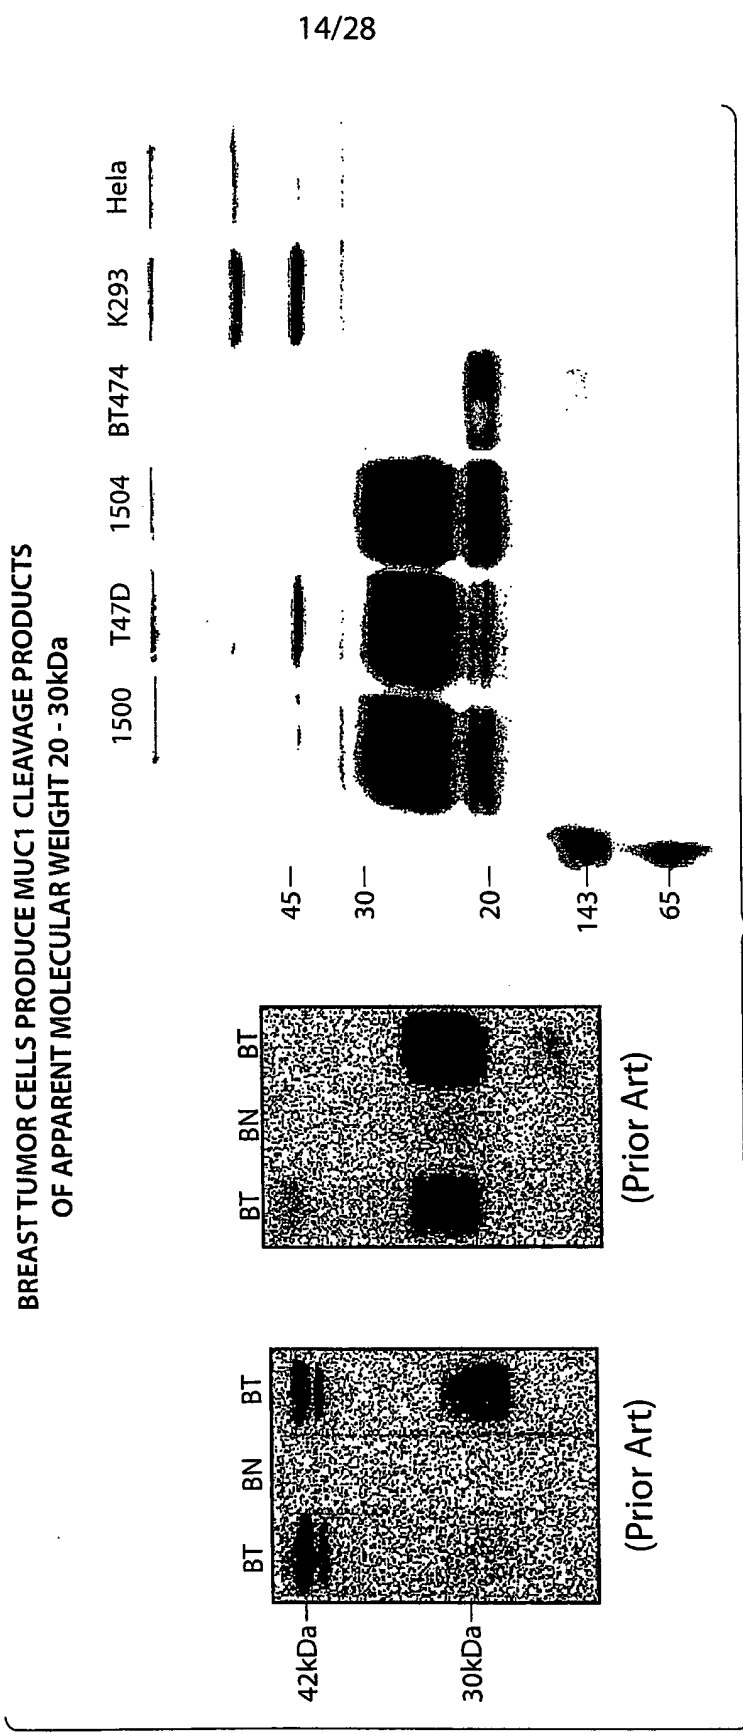 14/28
BREAST TUMOR CELLS PRODUCE MUC1 CLEAVAGE PRODUCTS
OF APPARENT MOLECULAR WEIGHT 20 - 30kDa
BT BN BT
42kDa
30kDa
(Prior Art)
BT BN BT
(Prior Art)
1500 T47D 1504 BT474 K293 Hela
45
30
20
143
65